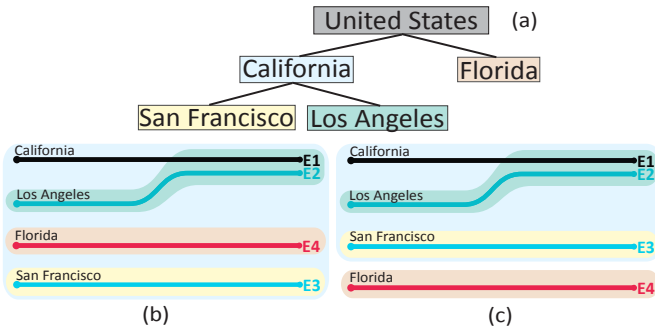 United States (a)
California Florida
San Francisco Los Angeles
California
E1
E2
Los Angeles
Florida
E4
San Francisco
E3
(b)
California
E1
E2
Los Angeles
San Francisco
E3
Florida
E4
(c)